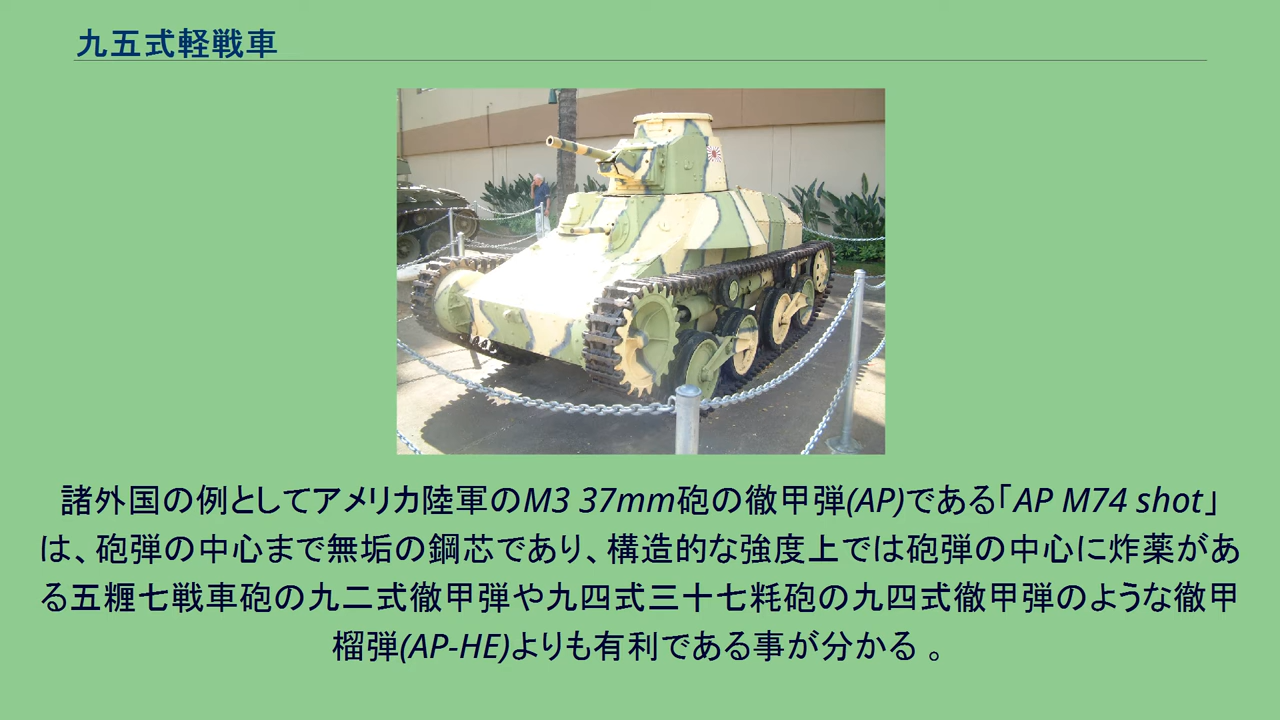 九五式軽戦車
諸外国の例としてアメリカ陸軍のM3 37mm砲の徹甲弾(AP)である「AP M74 shot」
は、砲弾の中心まで無垢の鋼芯であり、構造的な強度上では砲弾の中心に炸薬があ
る五糎七戦車砲の九二式徹甲弾や九四式三十七粍砲の九四式徹甲弾のような徹甲
榴弾(AP-HE)よりも有利である事が分かる 。